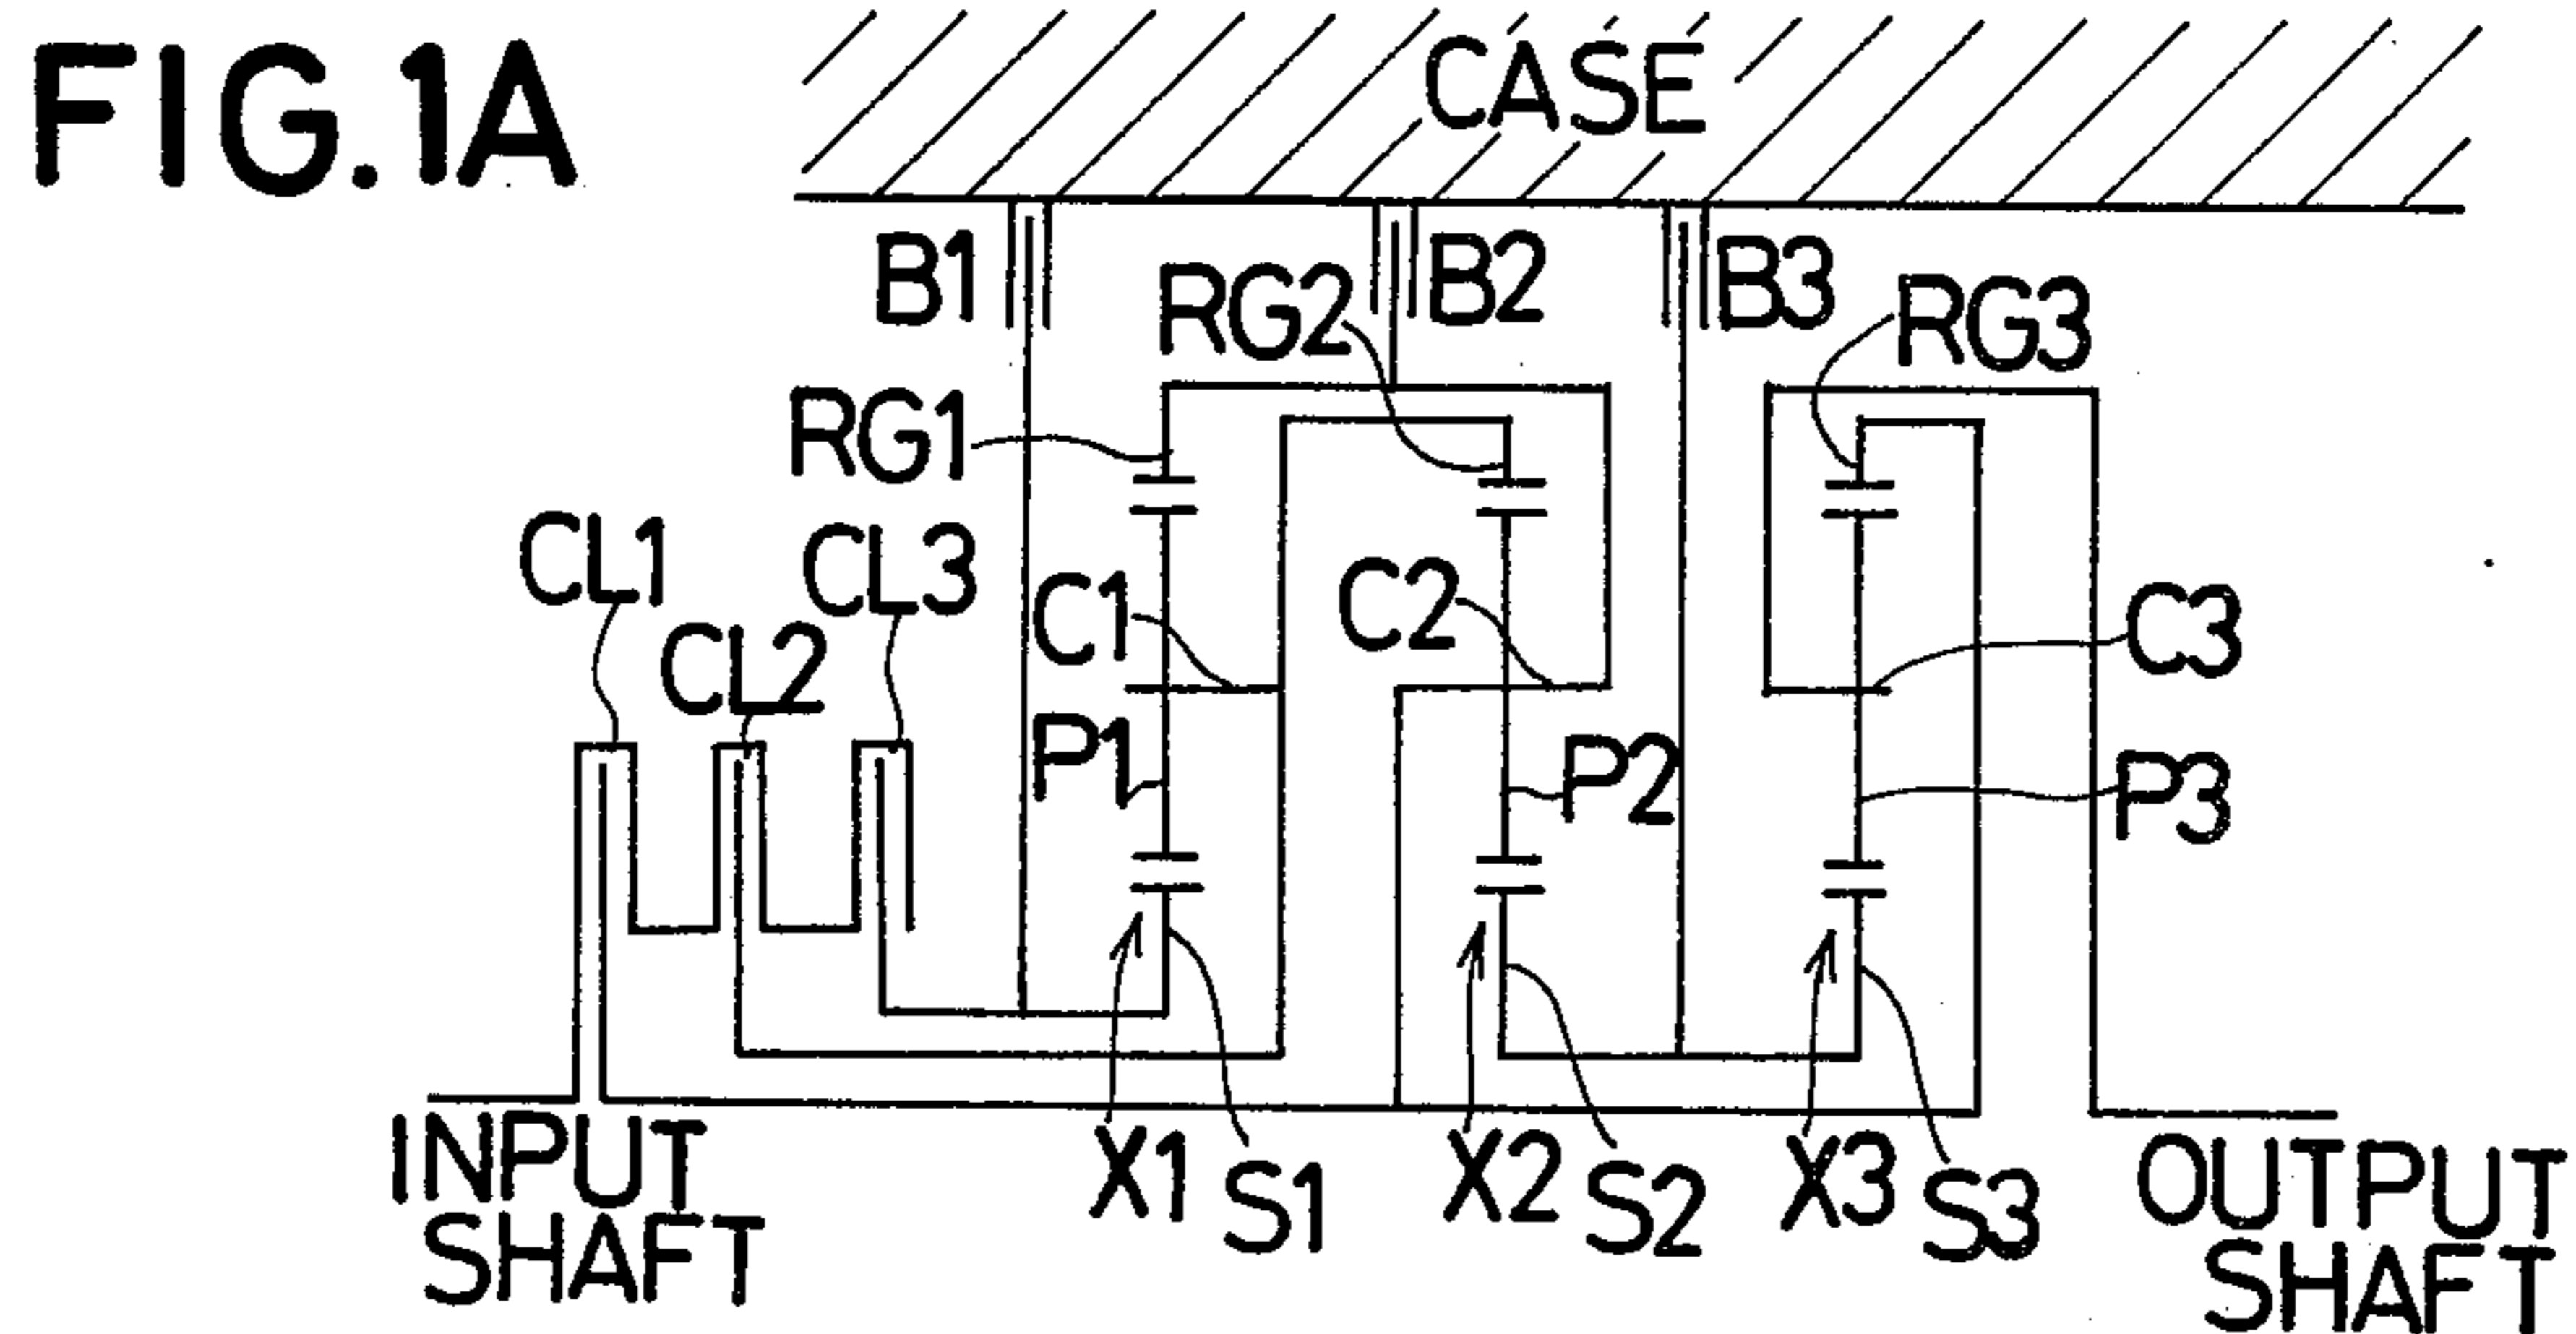 FIG.1A
CASE
B1
B2
B3
RG2
RG3
RG1
CL1
CL3
C1
C2
C3
CL2
P1
P2
P3
INPUT
SHAFT
X1
S1
X2
S2
X3
S3
OUTPUT
SHAFT